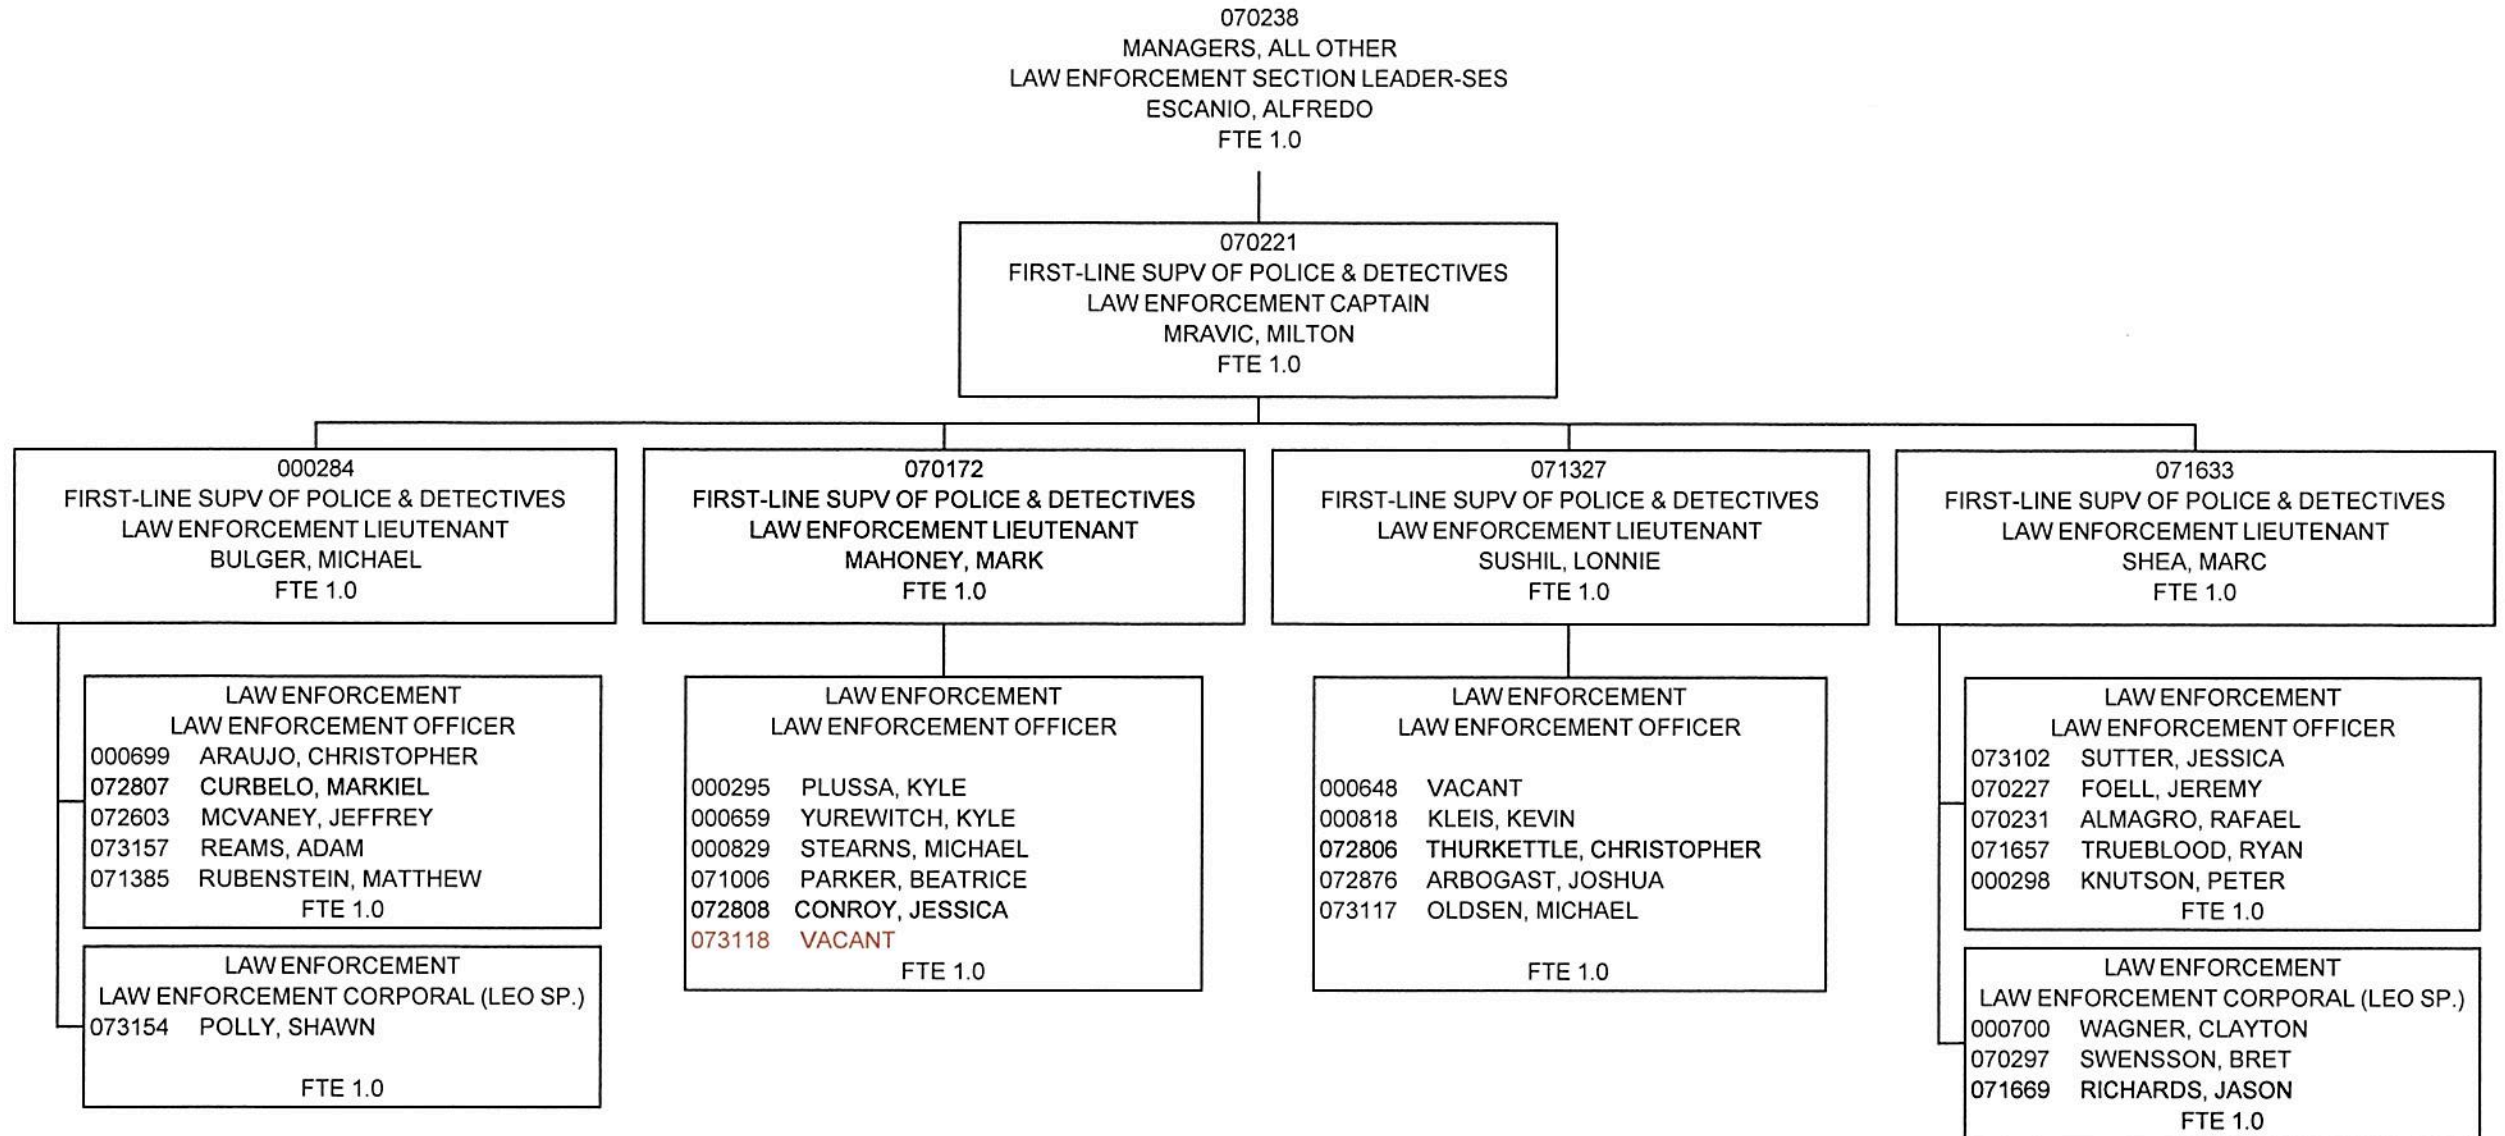 070238
MANAGERS, ALL OTHER
LAW ENFORCEMENT SECTION LEADER-SES
ESCANIO, ALFREDO
FTE 1.0
070221
FIRST-LINE SUPV OF POLICE & DETECTIVES
LAW ENFORCEMENT CAPTAIN
MRAVIC, MILTON
FTE 1.0
000284
FIRST-LINE SUPV OF POLICE & DETECTIVES
LAW ENFORCEMENT LIEUTENANT
BULGER, MICHAEL
FTE 1.0
070172
FIRST-LINE SUPV OF POLICE & DETECTIVES
LAW ENFORCEMENT LIEUTENANT
MAHONEY, MARK
FTE 1.0
071327
FIRST-LINE SUPV OF POLICE & DETECTIVES
LAW ENFORCEMENT LIEUTENANT
SUSHIL, LONNIE
FTE 1.0
071633
FIRST-LINE SUPV OF POLICE & DETECTIVES
LAW ENFORCEMENT LIEUTENANT
SHEA, MARC
FTE 1.0
LAW ENFORCEMENT
LAW ENFORCEMENT OFFICER
000699 ARAUJO, CHRISTOPHER
072807 CURBELO, MARKIEL
072603 MCVANEY, JEFFREY
073157 REAMS, ADAM
071385 RUBENSTEIN, MATTHEW
FTE 1.0
LAW ENFORCEMENT
LAW ENFORCEMENT CORPORAL (LEO SP.)
073154 POLLY, SHAWN
FTE 1.0
LAW ENFORCEMENT
LAW ENFORCEMENT OFFICER
000295 PLUSSA, KYLE
000659 YUREWITCH, KYLE
000829 STEARNS, MICHAEL
071006 PARKER, BEATRICE
072808 CONROY, JESSICA
073118 VACANT
FTE 1.0
LAW ENFORCEMENT
LAW ENFORCEMENT OFFICER
000648 VACANT
000818 KLEIS, KEVIN
072806 THURKETTLE, CHRISTOPHER
072876 ARBOGAST, JOSHUA
073117 OLDSEN, MICHAEL
FTE 1.0
LAW ENFORCEMENT
LAW ENFORCEMENT OFFICER
073102 SUTTER, JESSICA
070227 FOELL, JEREMY
070231 ALMAGRO, RAFAEL
071657 TRUEBLOOD, RYAN
000298 KNUTSON, PETER
FTE 1.0
LAW ENFORCEMENT
LAW ENFORCEMENT CORPORAL (LEO SP.)
000700 WAGNER, CLAYTON
070297 SWENSSON, BRET
071669 RICHARDS, JASON
FTE 1.0